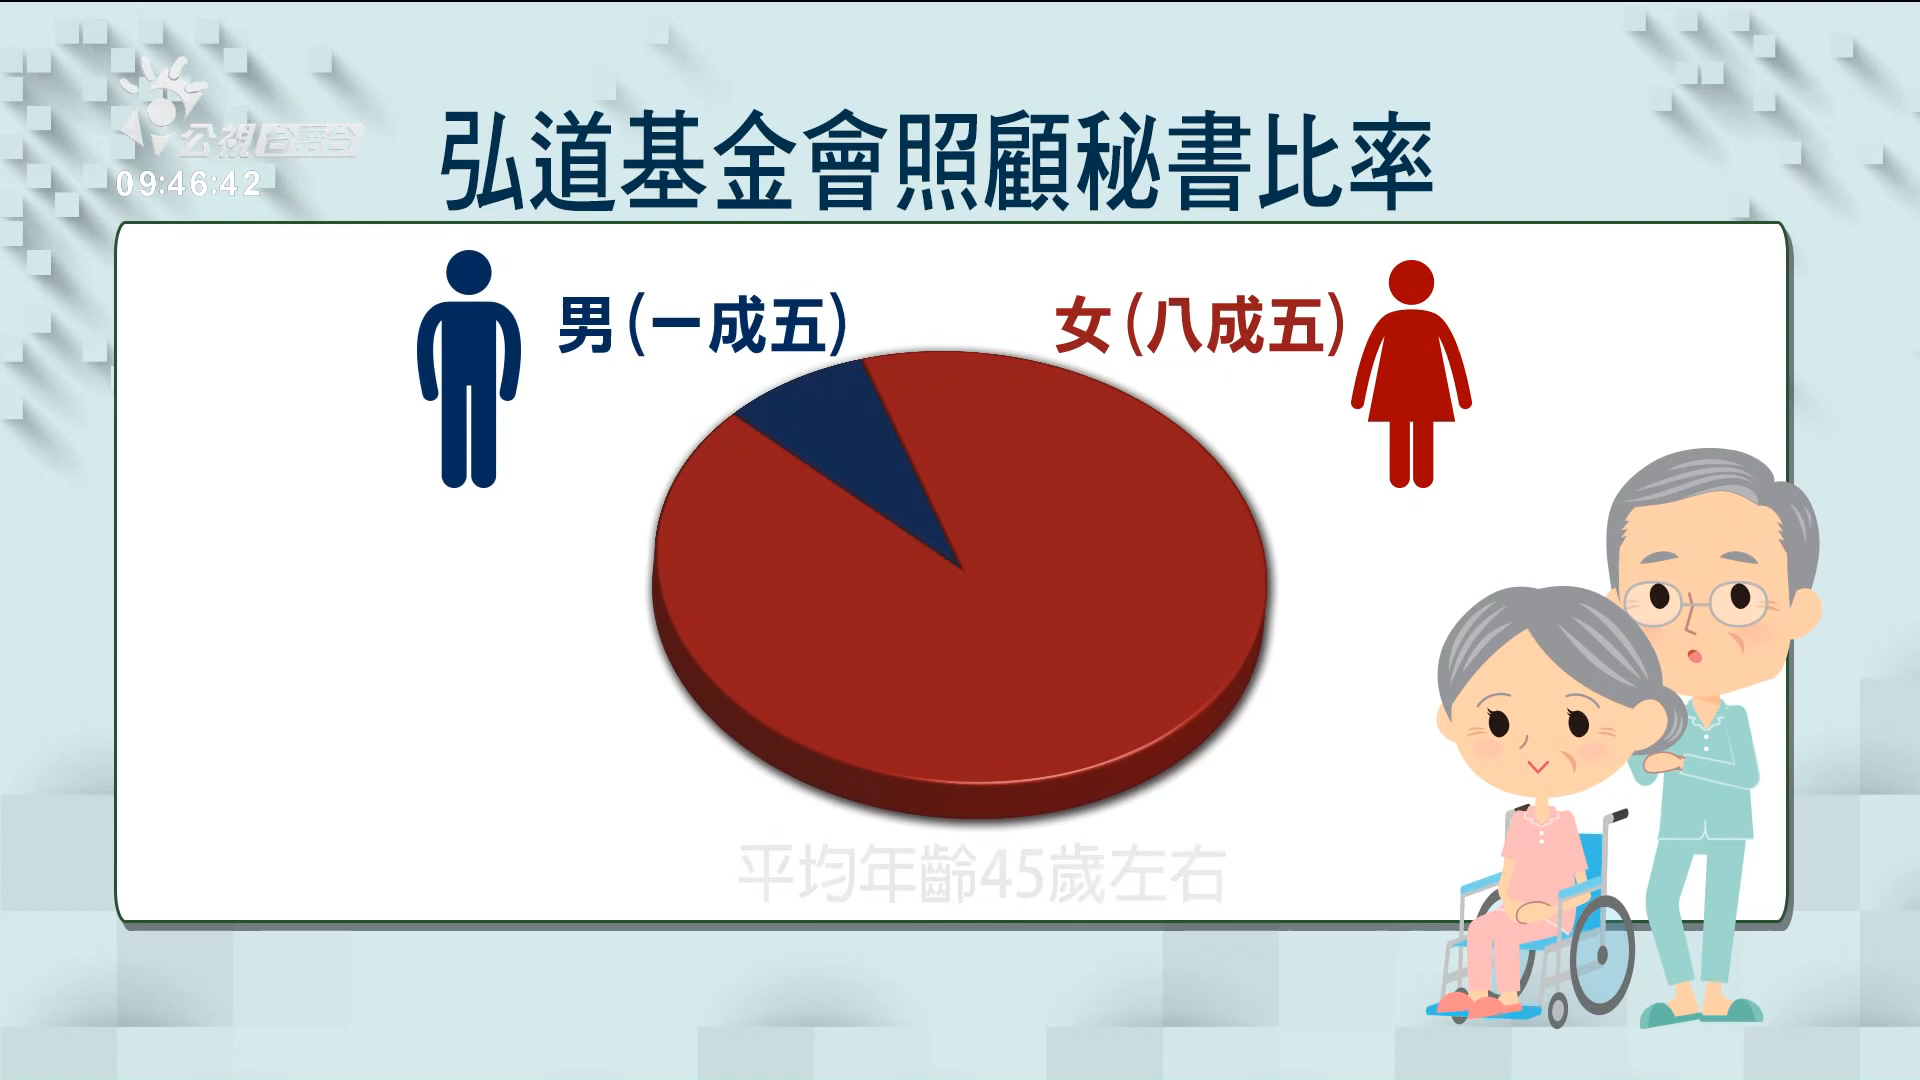 公視台語台
09:46:42
弘道基金會照顧秘書比率
男(一成五)
女(八成五)
平均年齡45歲左右